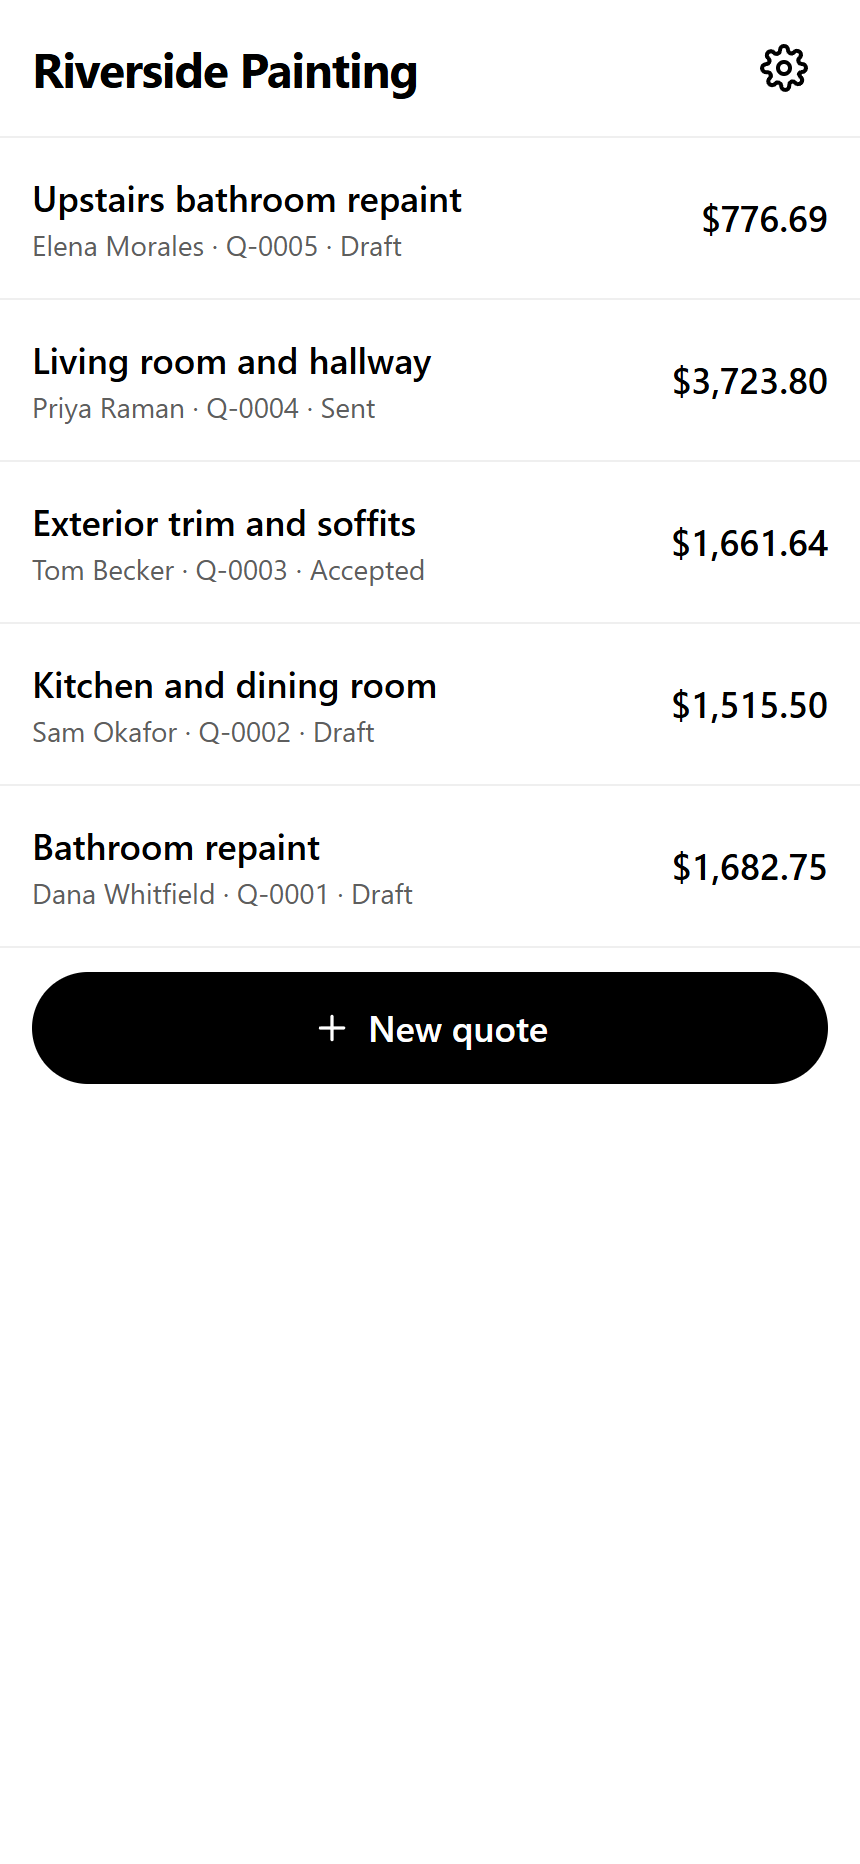 Riverside Painting
Upstairs bathroom repaint
$776.69
Elena Morales · Q-0005 · Draft
Living room and hallway
$3,723.80
Priya Raman · Q-0004 · Sent
Exterior trim and soffits
$1,661.64
Tom Becker · Q-0003 · Accepted
Kitchen and dining room
$1,515.50
Sam Okafor · Q-0002 · Draft
Bathroom repaint
$1,682.75
Dana Whitfield · Q-0001 · Draft
+ New quote